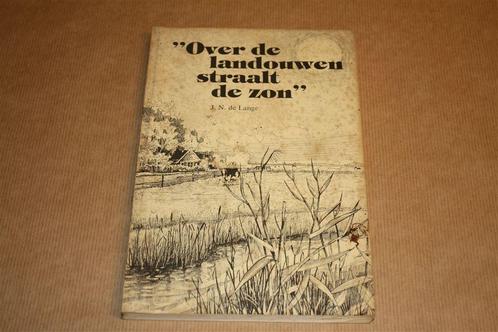 ”Over de
landouwen
straalt
de zon”
J. N. de Lange